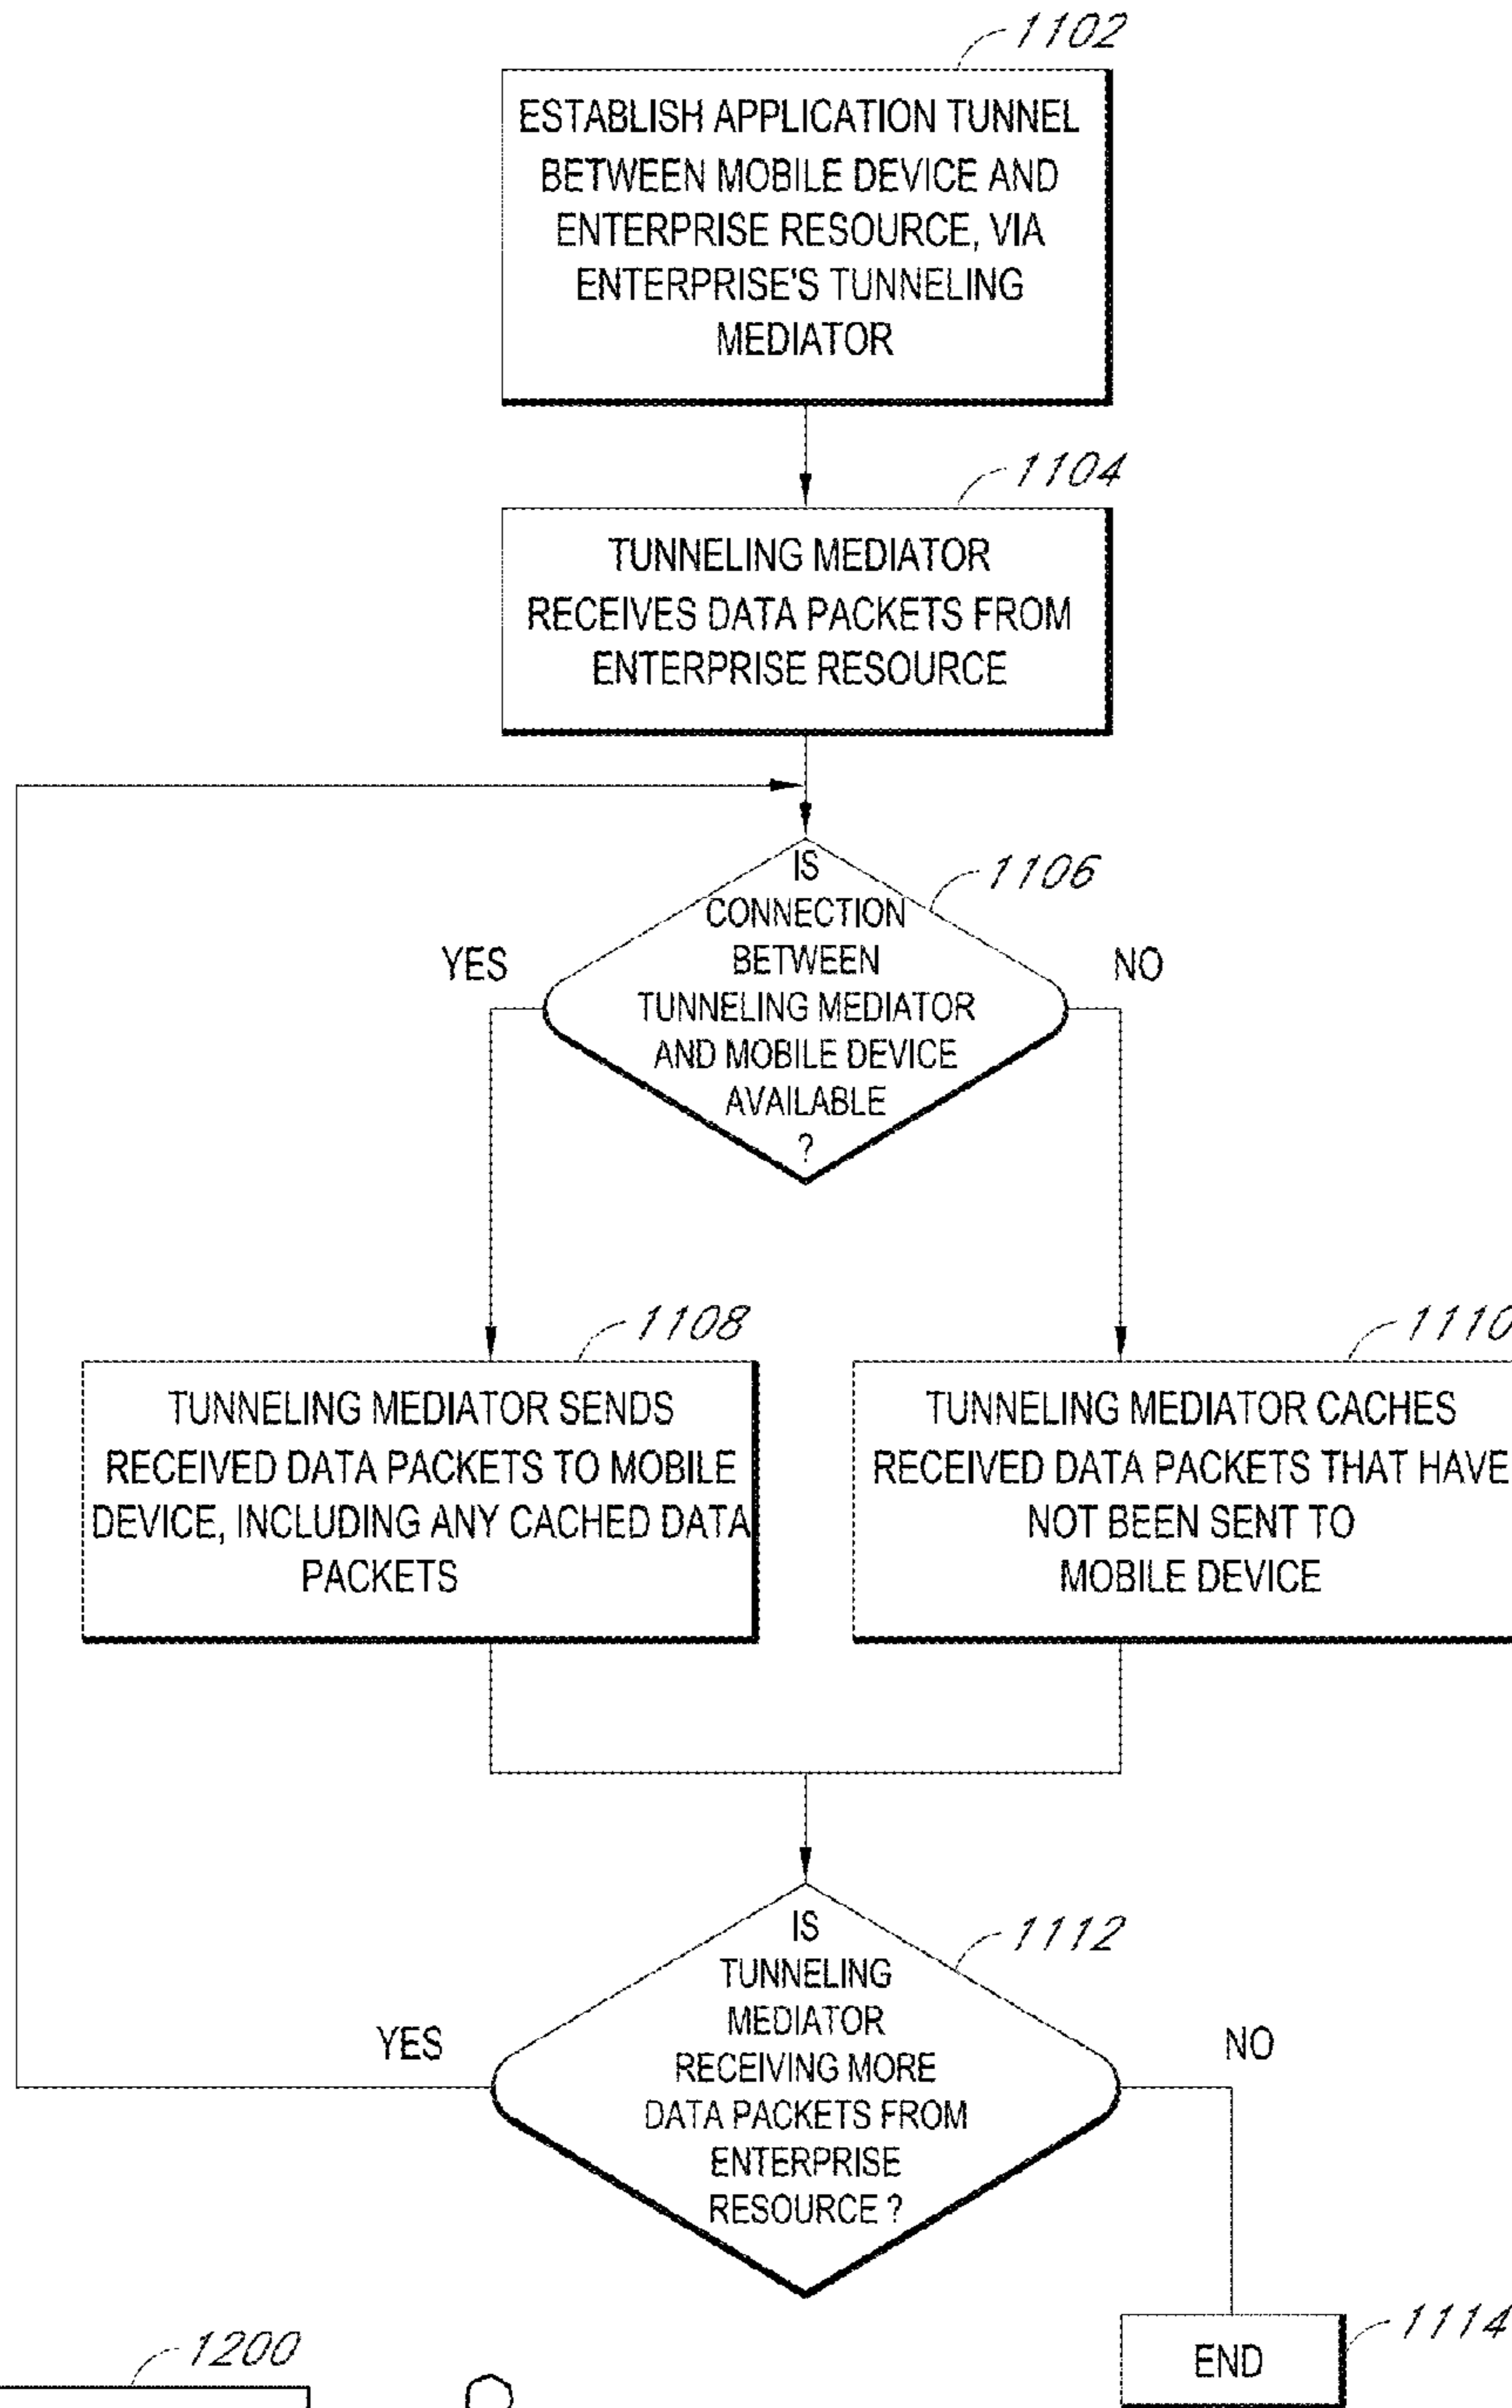 1102
ESTABLISH APPLICATION TUNNEL
BETWEEN MOBILE DEVICE AND
ENTERPRISE RESOURCE, VIA
ENTERPRISE'S TUNNELING
MEDIATOR
1104
TUNNELING MEDIATOR
RECEIVES DATA PACKETS FROM
ENTERPRISE RESOURCE
1106
IS
CONNECTION
BETWEEN
TUNNELING MEDIATOR
AND MOBILE DEVICE
AVAILABLE
?
YES
NO
1108
TUNNELING MEDIATOR SENDS
RECEIVED DATA PACKETS TO MOBILE
DEVICE, INCLUDING ANY CACHED DATA
PACKETS
1110
TUNNELING MEDIATOR CACHES
RECEIVED DATA PACKETS THAT HAVE
NOT BEEN SENT TO
MOBILE DEVICE
1112
IS
TUNNELING
MEDIATOR
RECEIVING MORE
DATA PACKETS FROM
ENTERPRISE
RESOURCE ?
YES
NO
1114
END
1200